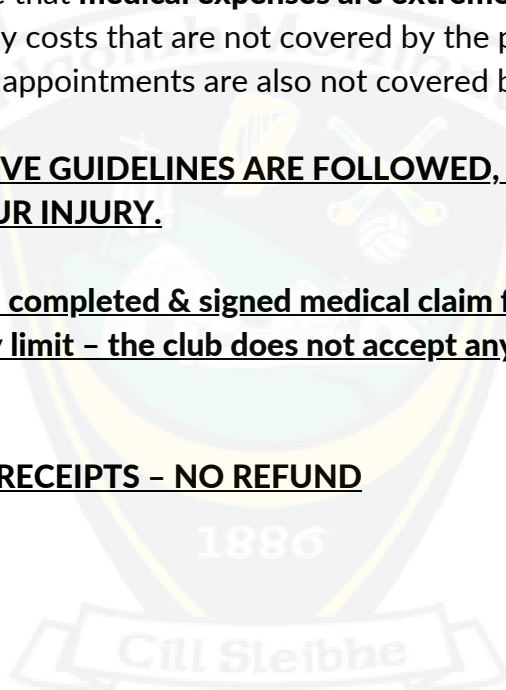 that medical expenses are extreme
y costs that are not covered by the p
appointments are also not covered b
VE GUIDELINES ARE FOLLOWED,
UR INJURY.
completed & signed medical claim f
y limit – the club does not accept any
RECEIPTS – NO REFUND
1886
Cill Sleibhe